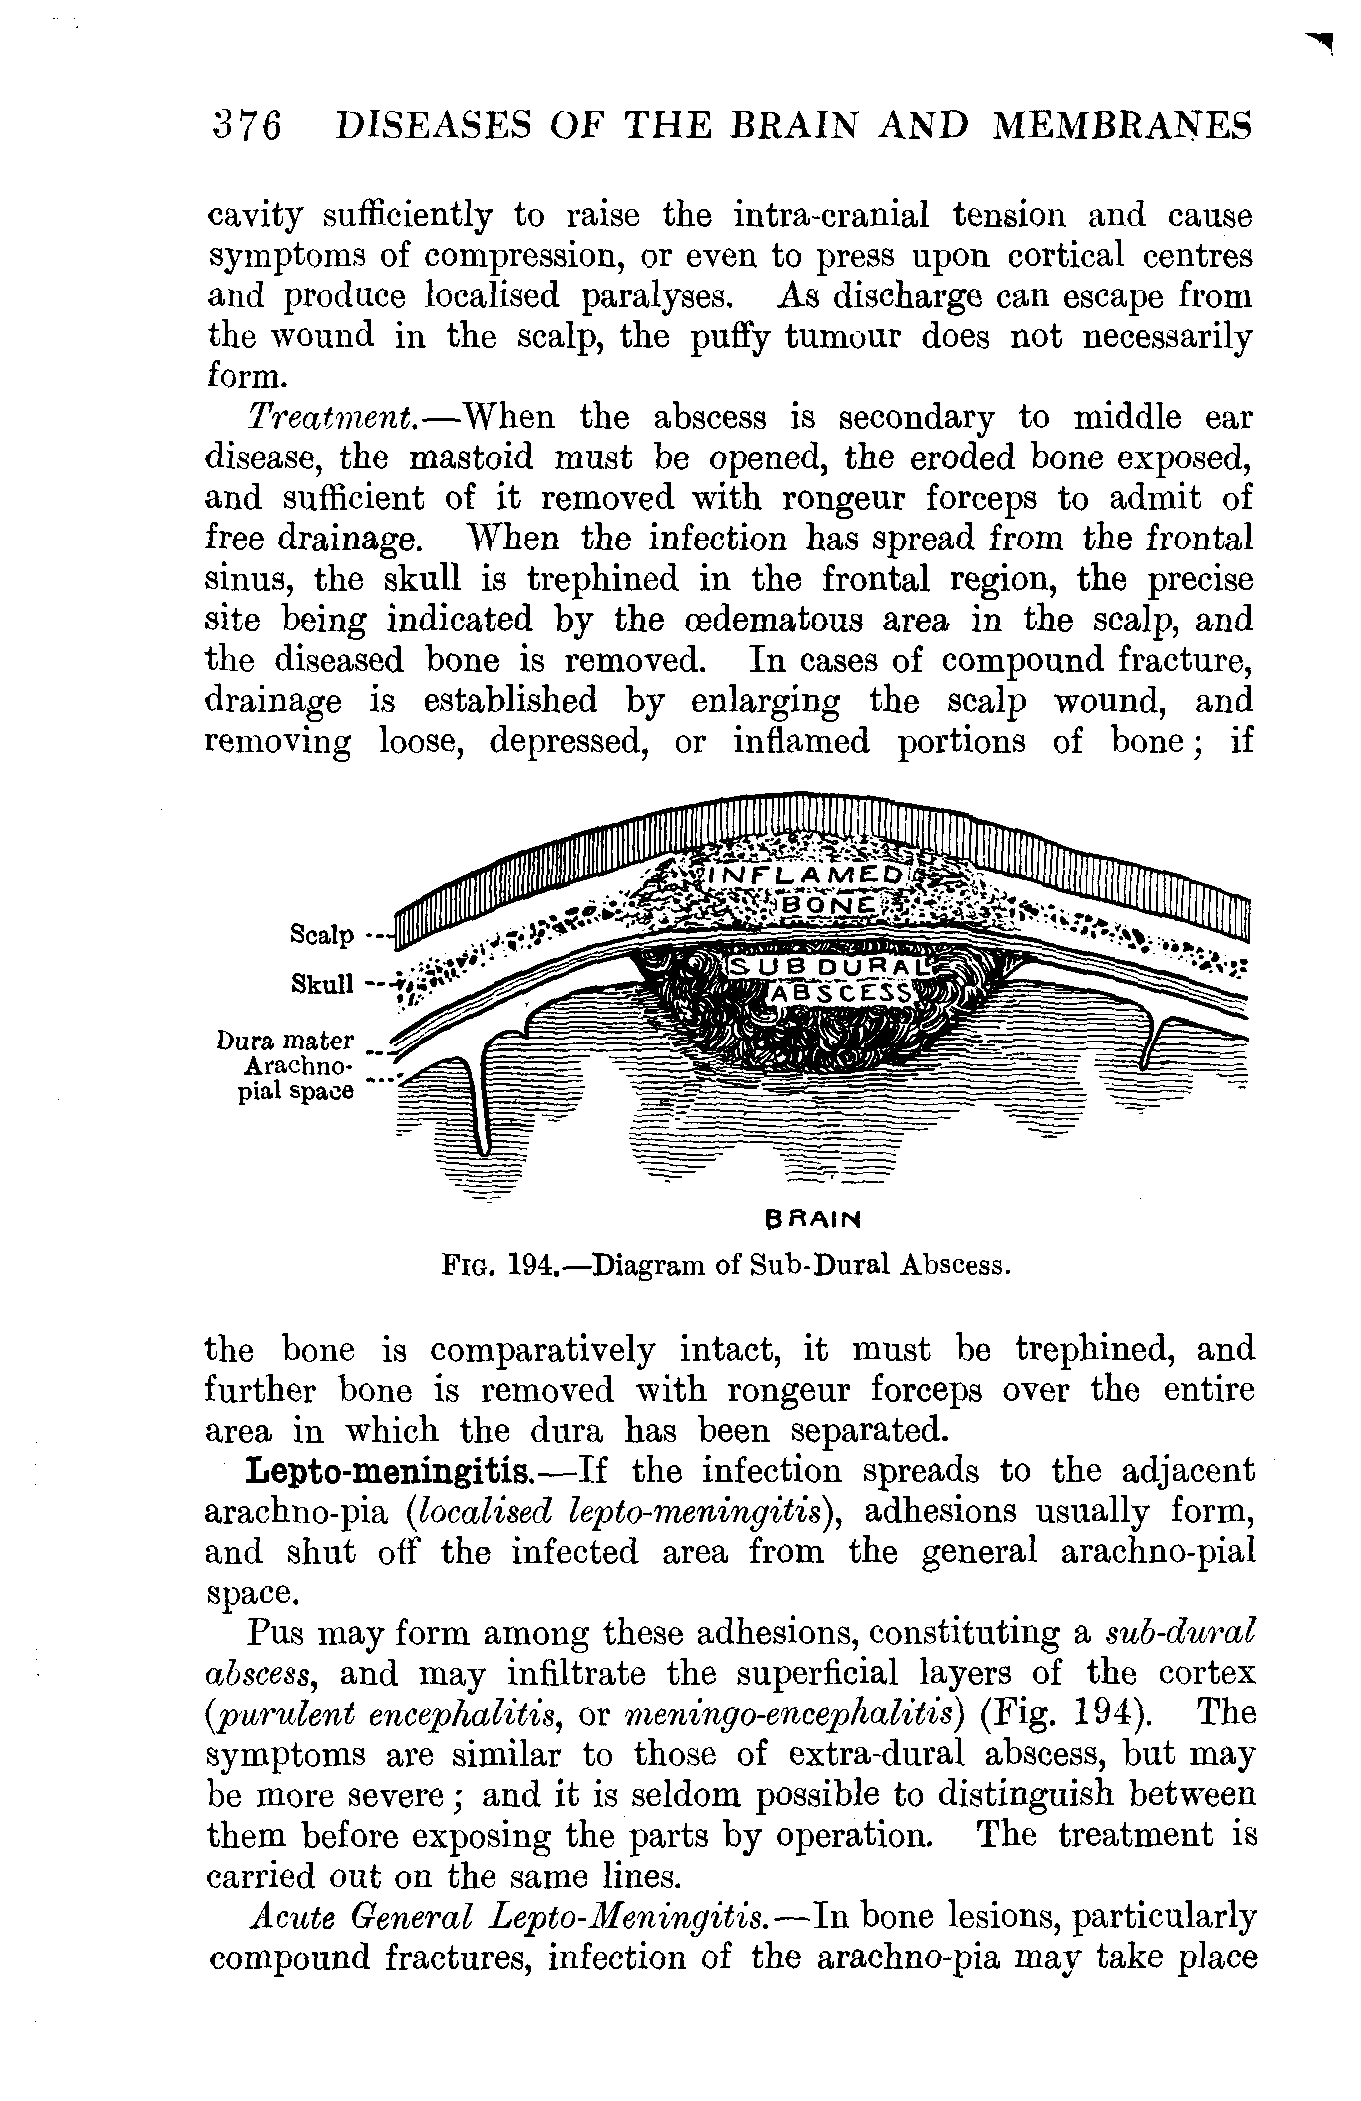 376 DISEASES OF THE BRAIN AND MEMBRANES
cavity sufficiently to raise the intra-cranial tension and cause
symptoms of compression, or even to press upon cortical centres
and produce localised paralyses. As discharge can escape from
the wound in the scalp, the puffy tumour does not necessarily
form.
Treatment.—When the abscess is secondary to middle ear
disease, the mastoid must be opened, the eroded bone exposed,
and sufficient of it removed with rongeur forceps to admit of
free drainage. When the infection has spread from the frontal
sinus, the skull is trephined in the frontal region, the precise
site being indicated by the œdematous area in the scalp, and
the diseased bone is removed. In cases of compound fracture,
drainage is established by enlarging the scalp wound, and
removing loose, depressed, or inflamed portions of bone; if
INFLAMED
BONE
Scalp
SUB DURAL
Skull
ABSCESS
Dura mater
Arachno-
pial space
BRAIN
FIG. 194.—Diagram of Sub-Dural Abscess.
the bone is comparatively intact, it must be trephined, and
further bone is removed with rongeur forceps over the entire
area in which the dura has been separated.
Lepto-meningitis.—If the infection spreads to the adjacent
arachno-pia (localised lepto-meningitis), adhesions usually form,
and shut off the infected area from the general arachno-pial
space.
Pus may form among these adhesions, constituting a sub-dural
abscess, and may infiltrate the superficial layers of the cortex
(purulent encephalitis, or meningo-encephalitis) (Fig. 194). The
symptoms are similar to those of extra-dural abscess, but may
be more severe; and it is seldom possible to distinguish between
them before exposing the parts by operation. The treatment is
carried out on the same lines.
Acute General Lepto-Meningitis.—In bone lesions, particularly
compound fractures, infection of the arachno-pia may take place